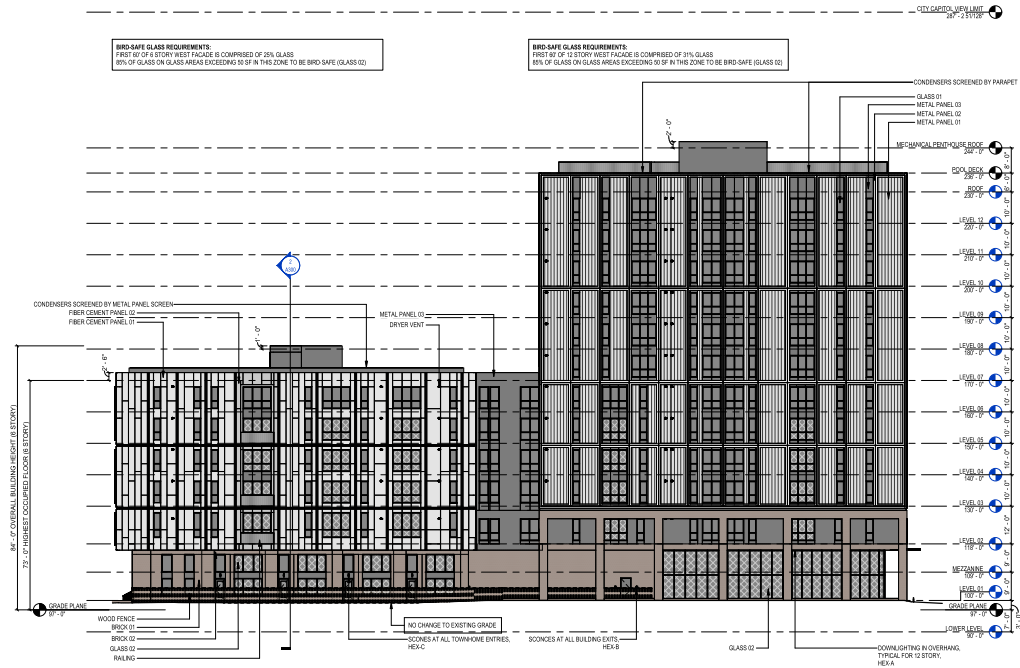 CITY CAPITOL VIEW LIMIT
287' - 2 51/128"
BIRD-SAFE GLASS REQUIREMENTS:
FIRST 60' OF 6 STORY WEST FACADE IS COMPRISED OF 25% GLASS
85% OF GLASS ON GLASS AREAS EXCEEDING 50 SF IN THIS ZONE TO BE BIRD-SAFE (GLASS 02)
BIRD-SAFE GLASS REQUIREMENTS:
FIRST 60' OF 12 STORY WEST FACADE IS COMPRISED OF 31% GLASS
85% OF GLASS ON GLASS AREAS EXCEEDING 50 SF IN THIS ZONE TO BE BIRD-SAFE (GLASS 02)
CONDENSERS SCREENED BY PARAPET
GLASS 01
METAL PANEL 03
METAL PANEL 02
METAL PANEL 01
MECHANICAL PENTHOUSE ROOF
244' - 0"
POOL DECK
236' - 0"
ROOF
230' - 0"
LEVEL 12
220' - 0"
LEVEL 11
210' - 0"
LEVEL 10
200' - 0"
LEVEL 09
190' - 0"
LEVEL 08
180' - 0"
LEVEL 07
170' - 0"
LEVEL 06
160' - 0"
LEVEL 05
150' - 0"
LEVEL 04
140' - 0"
LEVEL 03
130' - 0"
LEVEL 02
118' - 0"
MEZZANINE
109' - 0"
LEVEL 01
100' - 0"
GRADE PLANE
97' - 0"
LOWER LEVEL
90' - 0"
2
A380
CONDENSERS SCREENED BY METAL PANEL SCREEN
FIBER CEMENT PANEL 02
FIBER CEMENT PANEL 01
METAL PANEL 03
DRYER VENT
84' - 0" OVERALL BUILDING HEIGHT (6 STORY)
73' - 0" HIGHEST OCCUPIED FLOOR (6 STORY)
GRADE PLANE
97' - 0"
WOOD FENCE
BRICK 01
BRICK 02
GLASS 02
RAILING
NO CHANGE TO EXISTING GRADE
SCONES AT ALL TOWNHOME ENTRIES,
HEX-C
SCONCES AT ALL BUILDING EXITS,
HEX-B
GLASS 02
DOWNLIGHTING IN OVERHANG,
TYPICAL FOR 12 STORY,
HEX-A